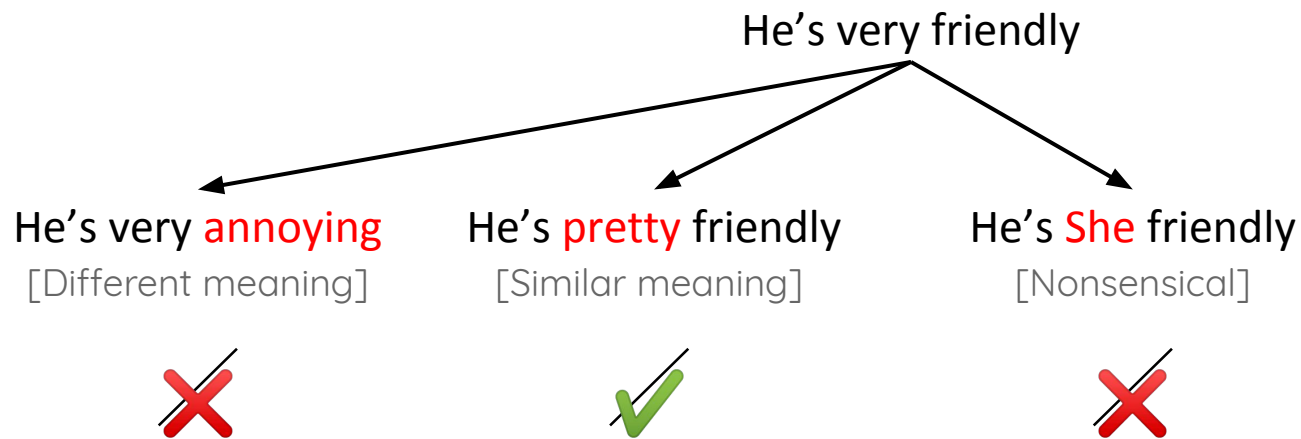 He’s very friendly
He’s very annoying
[Different meaning]
He’s pretty friendly
[Similar meaning]
He’s She friendly
[Nonsensical]